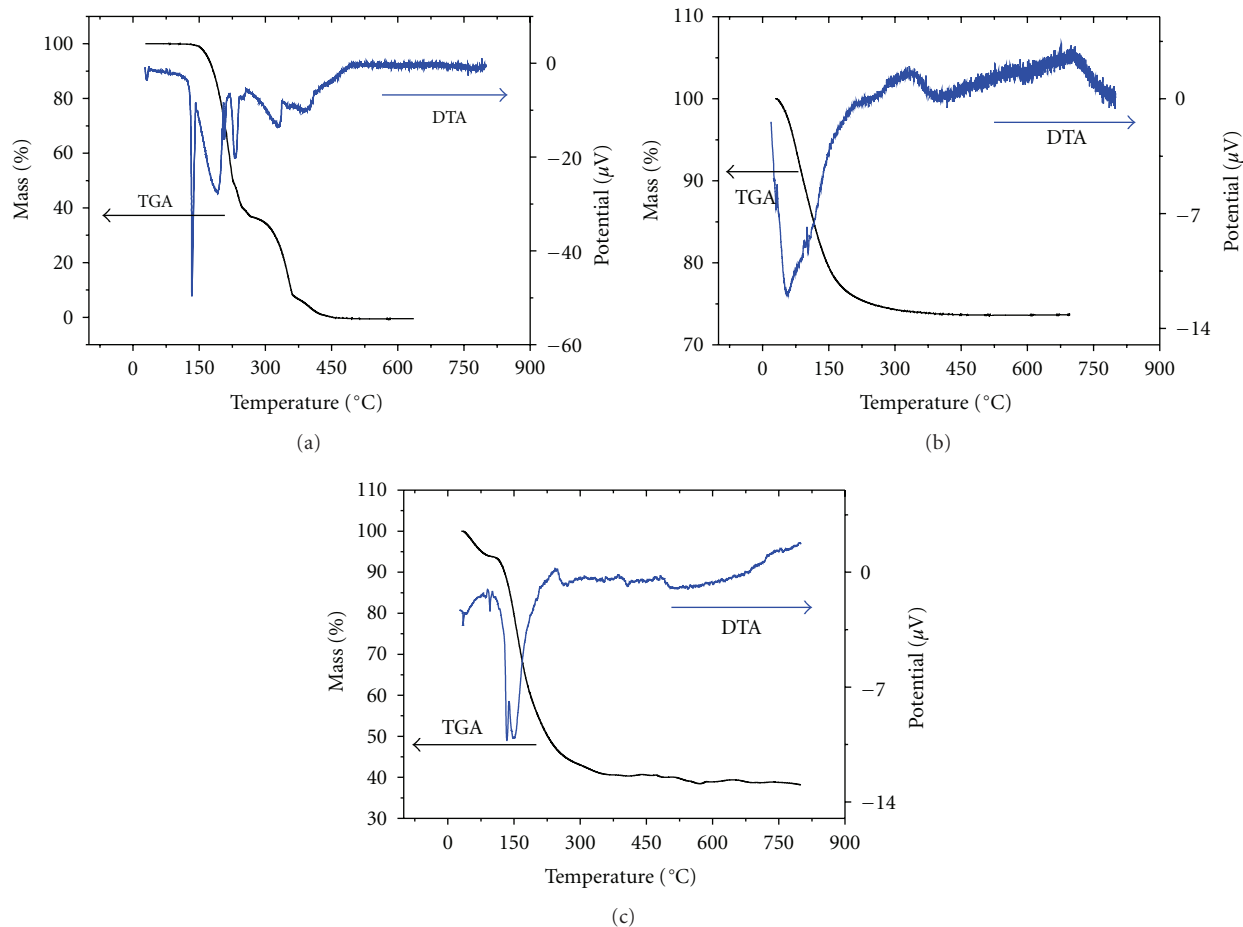 100
80
60
40
20
0
Mass (%)
TGA
DTA
0
−20
−40
−60
Potential (μV)
0 150 300 450 600 750 900
Temperature (°C)
(a)
110
100
90
80
70
Mass (%)
TGA
DTA
0
−7
−14
Potential (μV)
0 150 300 450 600 750 900
Temperature (°C)
(b)
110
100
90
80
70
60
50
40
30
Mass (%)
TGA
DTA
0
−7
−14
Potential (μV)
0 150 300 450 600 750 900
Temperature (°C)
(c)